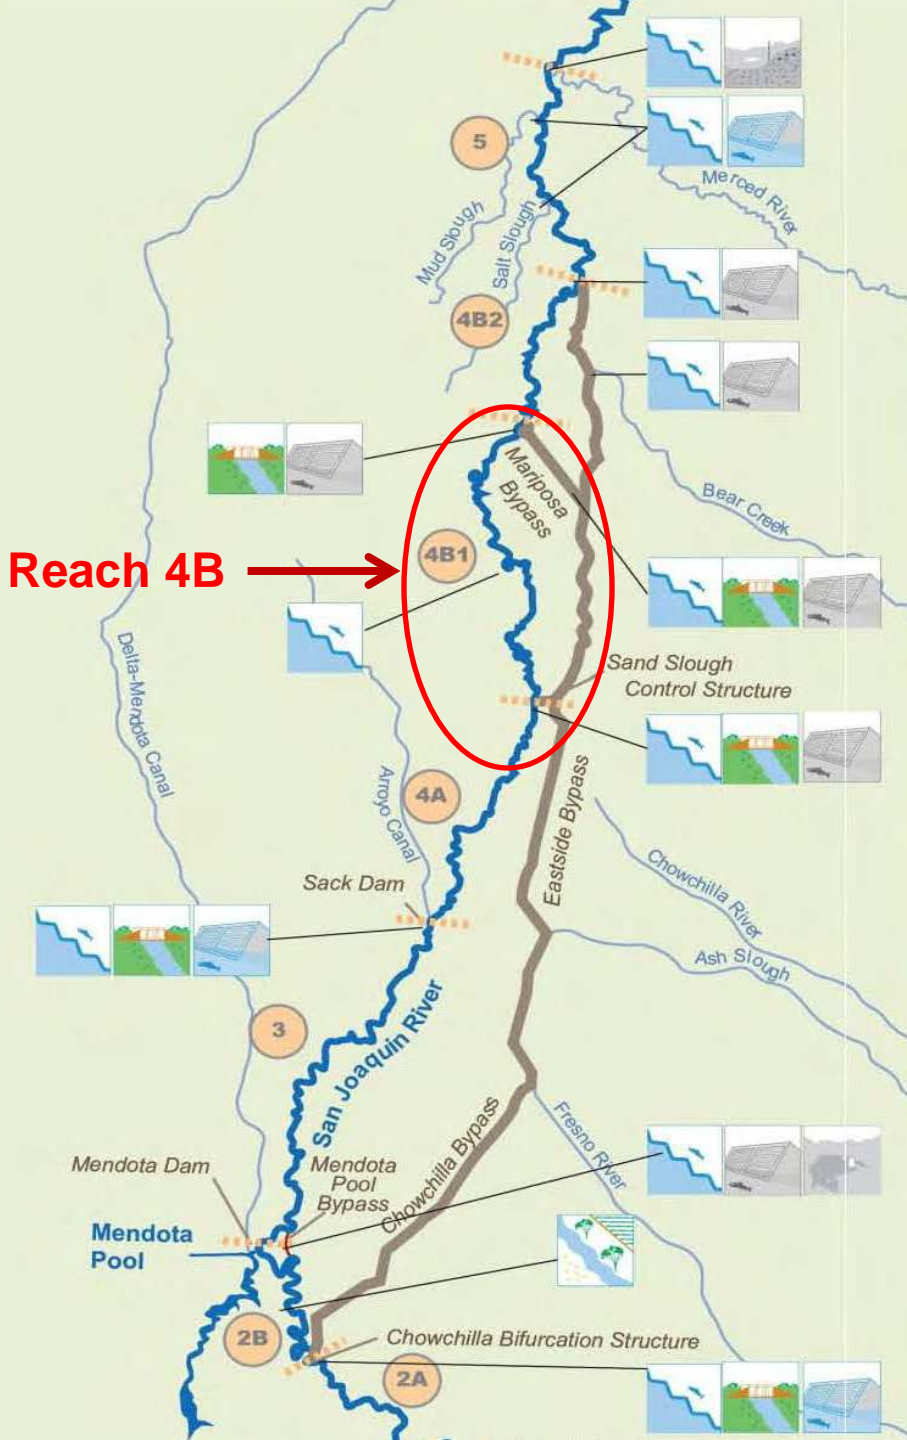 5
Merced River
Mud Slough
Salt Slough
4B2
Mariposa
Bypass
Bear Creek
4B1
Reach 4B
Delta-Mendota Canal
Sand Slough
Control Structure
Arroyo Canal
4A
Eastside Bypass
Chowchilla River
Sack Dam
Ash Slough
3
San Joaquin River
Fresno River
Chowchilla Bypass
Mendota Dam
Mendota
Pool
Bypass
Mendota
Pool
2B
Chowchilla Bifurcation Structure
2A